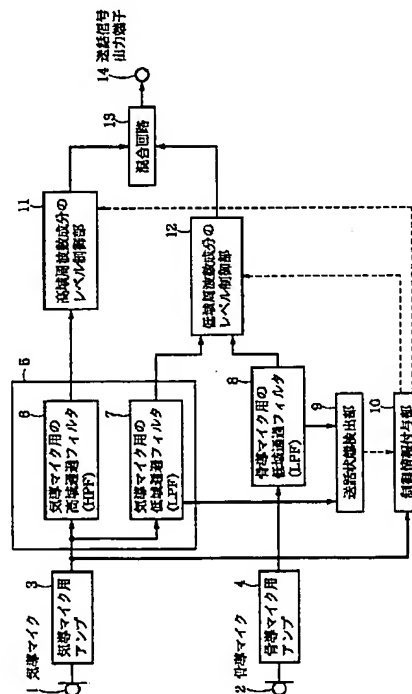 1 気導マイク
3
気導マイク用
アンプ
5
6
気導マイク用の
高域通過フィルタ
(HPF)
7
気導マイク用の
低域通過フィルタ
(LPF)
11
高域周波数成分の
レベル制御部
13
混合回路
14 送話信号
出力端子
12
低域周波数成分の
レベル制御部
2 骨導マイク
4
骨導マイク用
アンプ
8
骨導マイク用の
低域通過フィルタ
(LPF)
9
送話状態検出部
10
制御情報付与部